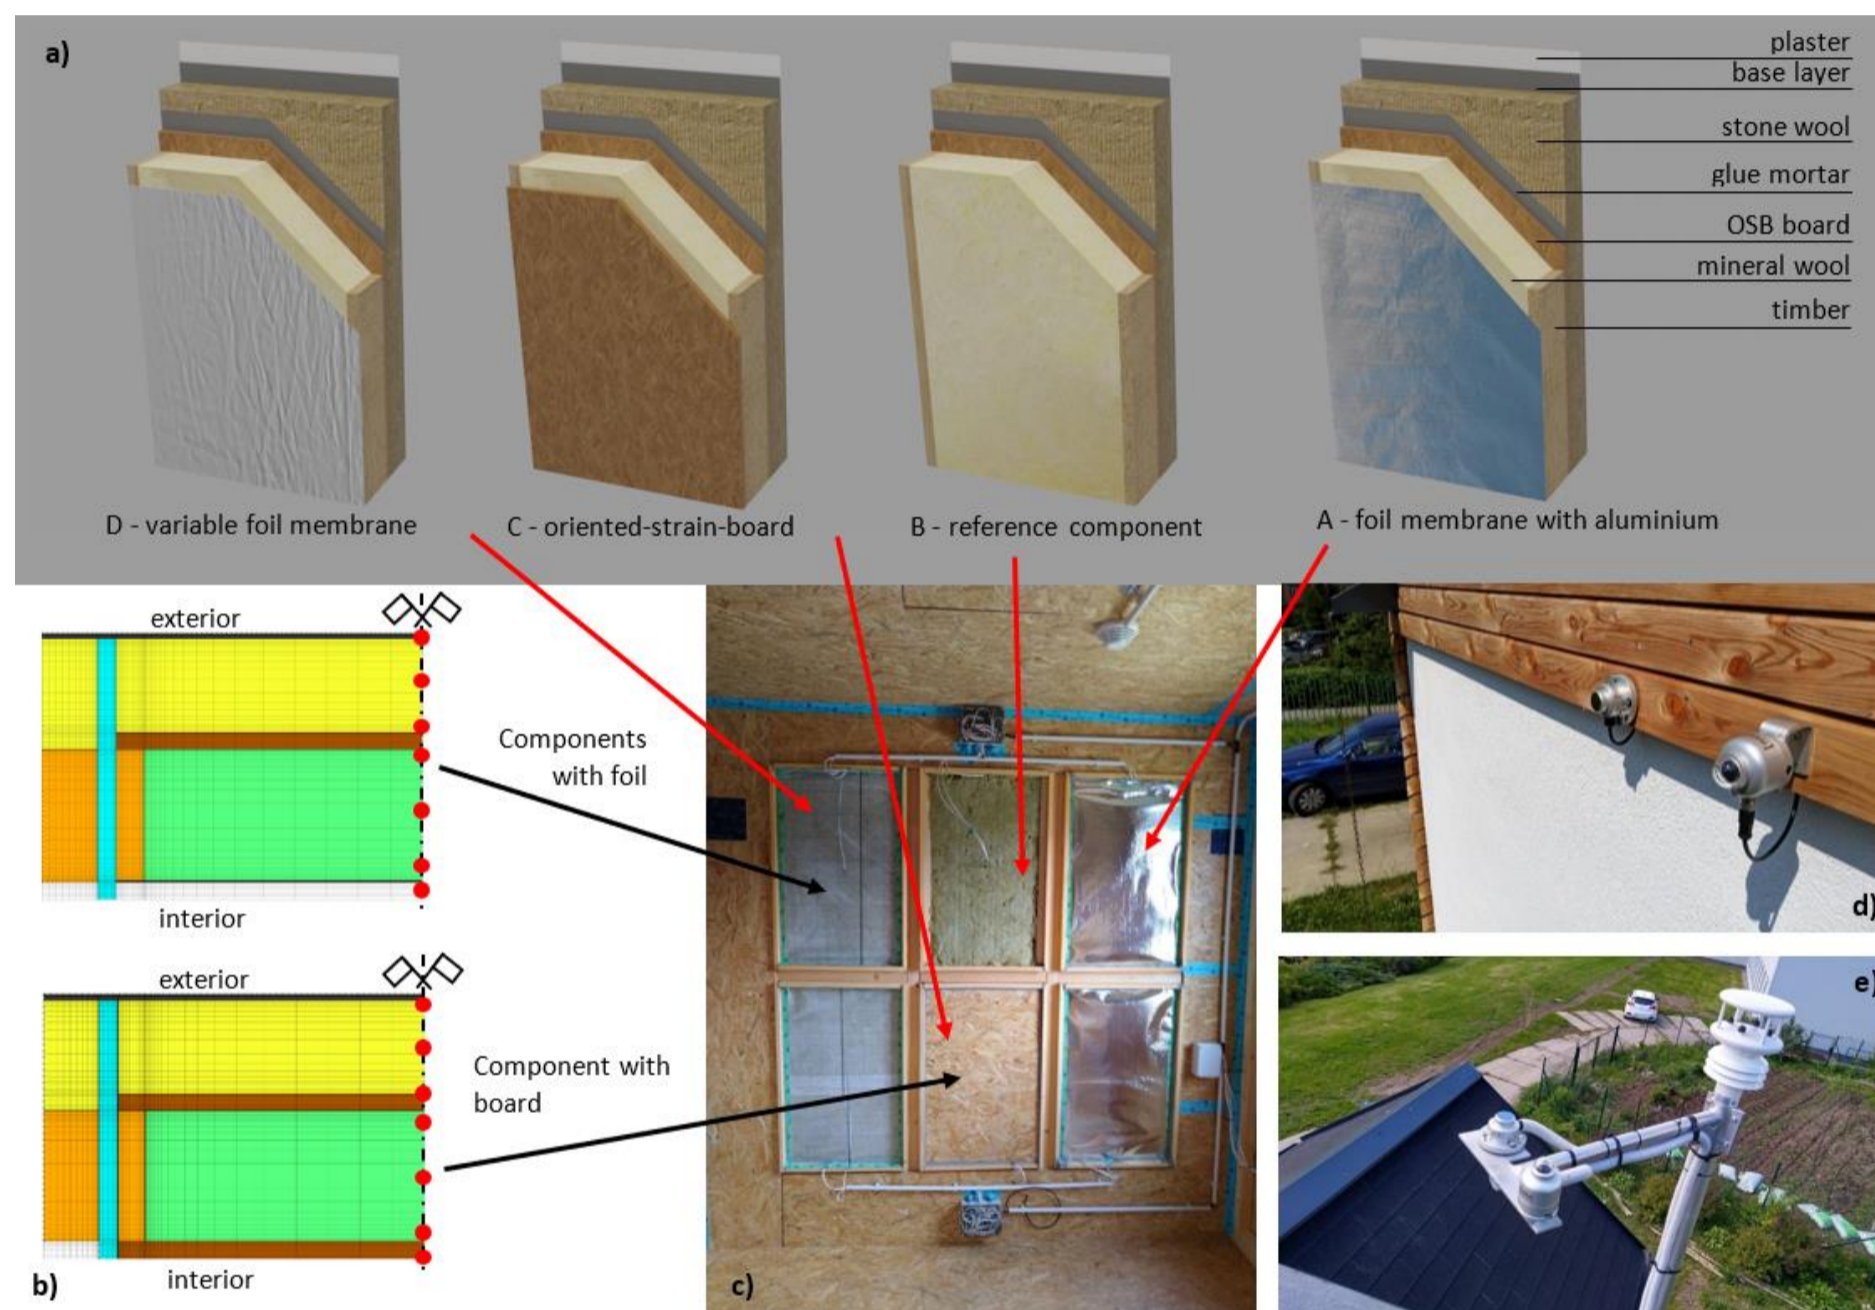 a)
plaster
base layer
stone wool
glue mortar
OSB board
mineral wool
timber
D - variable foil membrane
C - oriented-strain-board
B - reference component
A - foil membrane with aluminium
exterior
Components
with foil
interior
exterior
Component with
board
interior
b)
c)
d)
e)